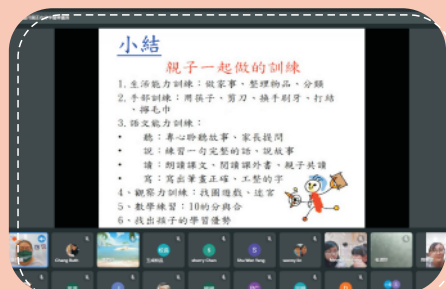 小結
親子一起做的訓練
1. 生活能力訓練：做家事、整理物品、分類
2. 手部訓練：用筷子、剪刀、換手刷牙、打結
、擰毛巾
3. 語文能力訓練：
• 聽：專心聆聽故事、家長提問
• 說：練習一句完整的話、說故事
• 讀：朗讀課文、閱讀課外書、親子共讀
• 寫：寫出筆畫正確、工整的字
4、觀察力訓練：找圖遊戲、迷宮
5、數學練習：10的分與合
6、找出孩子的學習優勢
sherry Chen